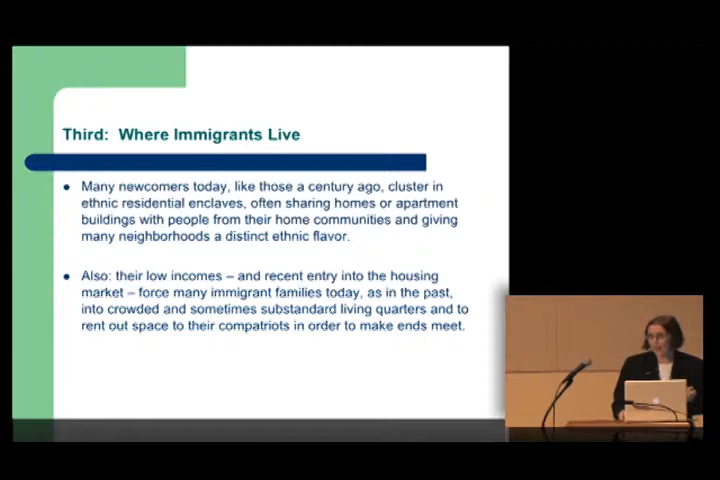 Third: Where Immigrants Live
Many newcomers today, like those a century ago, cluster in
ethnic residential enclaves, often sharing homes or apartment
buildings with people from their home communities and giving
many neighborhoods a distinct ethnic flavor.
Also: their low incomes – and recent entry into the housing
market – force many immigrant families today, as in the past,
into crowded and sometimes substandard living quarters and to
rent out space to their compatriots in order to make ends meet.